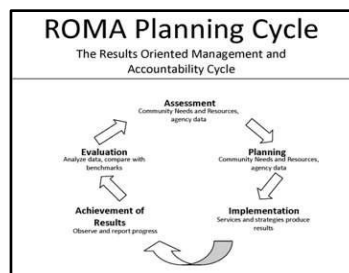 ROMA Planning Cycle
The Results Oriented Management and
Accountability Cycle
Assessment
Community Needs and Resources,
agency data
Planning
Community Needs and Resources,
agency data
Implementation
Services and strategies produce
results
Achievement of
Results
Observe and report progress
Evaluation
Analyze data, compare with
benchmarks